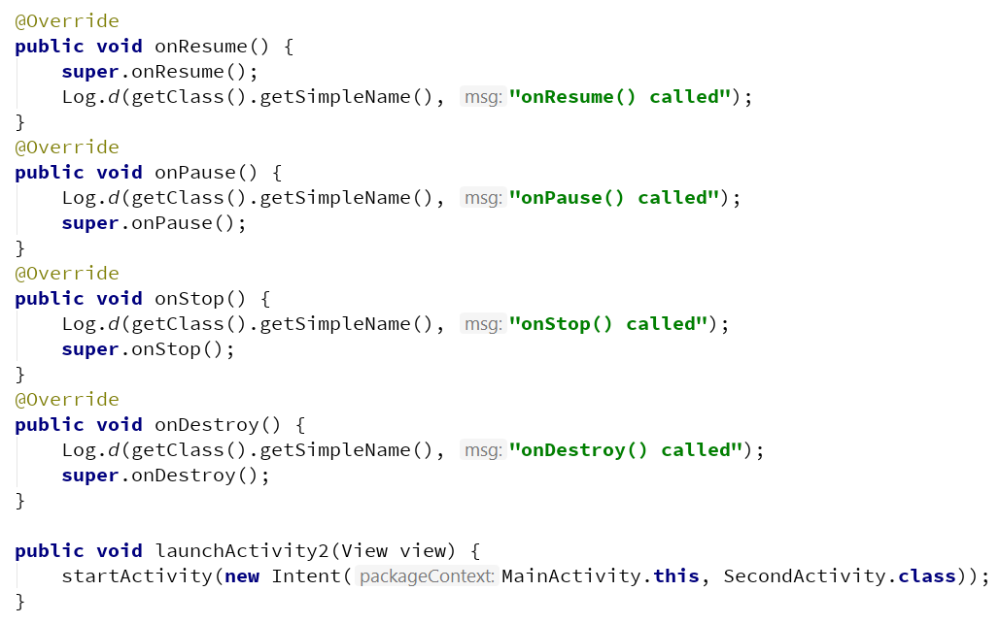 @Override
public void onResume() {
    super.onResume();
    Log.d(getClass().getSimpleName(), msg: "onResume() called");
}
@Override
public void onPause() {
    Log.d(getClass().getSimpleName(), msg: "onPause() called");
    super.onPause();
}
@Override
public void onStop() {
    Log.d(getClass().getSimpleName(), msg: "onStop() called");
    super.onStop();
}
@Override
public void onDestroy() {
    Log.d(getClass().getSimpleName(), msg: "onDestroy() called");
    super.onDestroy();
}

public void launchActivity2(View view) {
    startActivity(new Intent( packageContext: MainActivity.this, SecondActivity.class));
}